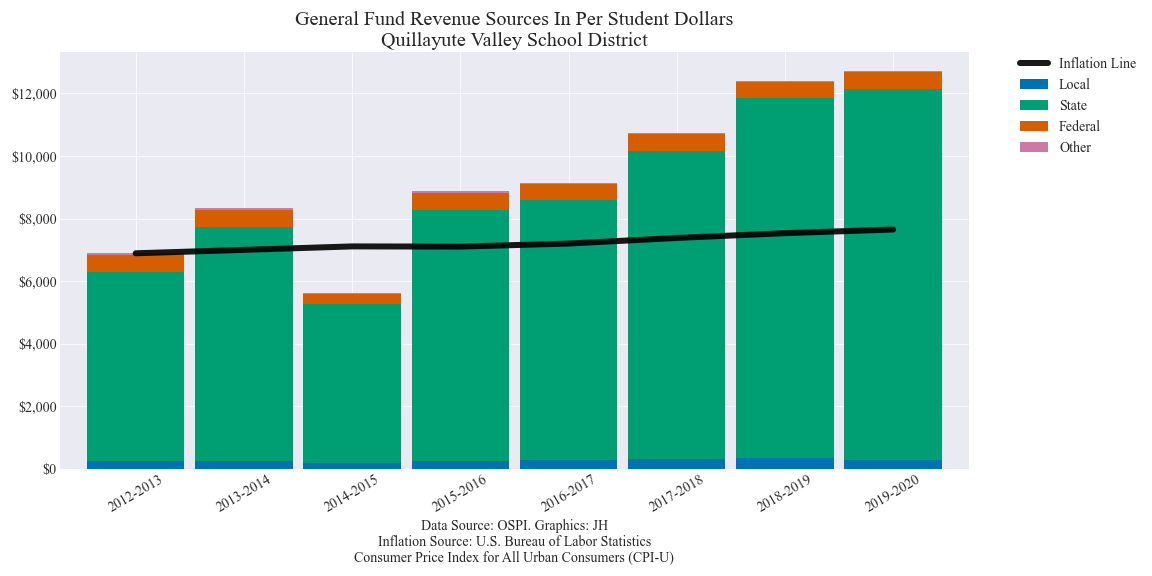 General Fund Revenue Sources In Per Student Dollars
Quillayute Valley School District
Inflation Line
Local
State
Federal
Other
$12,000
$10,000
$8,000
$6,000
$4,000
$2,000
$0
2012-2013
2013-2014
2014-2015
2015-2016
2016-2017
2017-2018
2018-2019
2019-2020
Data Source: OSPI. Graphics: JH
Inflation Source: U.S. Bureau of Labor Statistics
Consumer Price Index for All Urban Consumers (CPI-U)